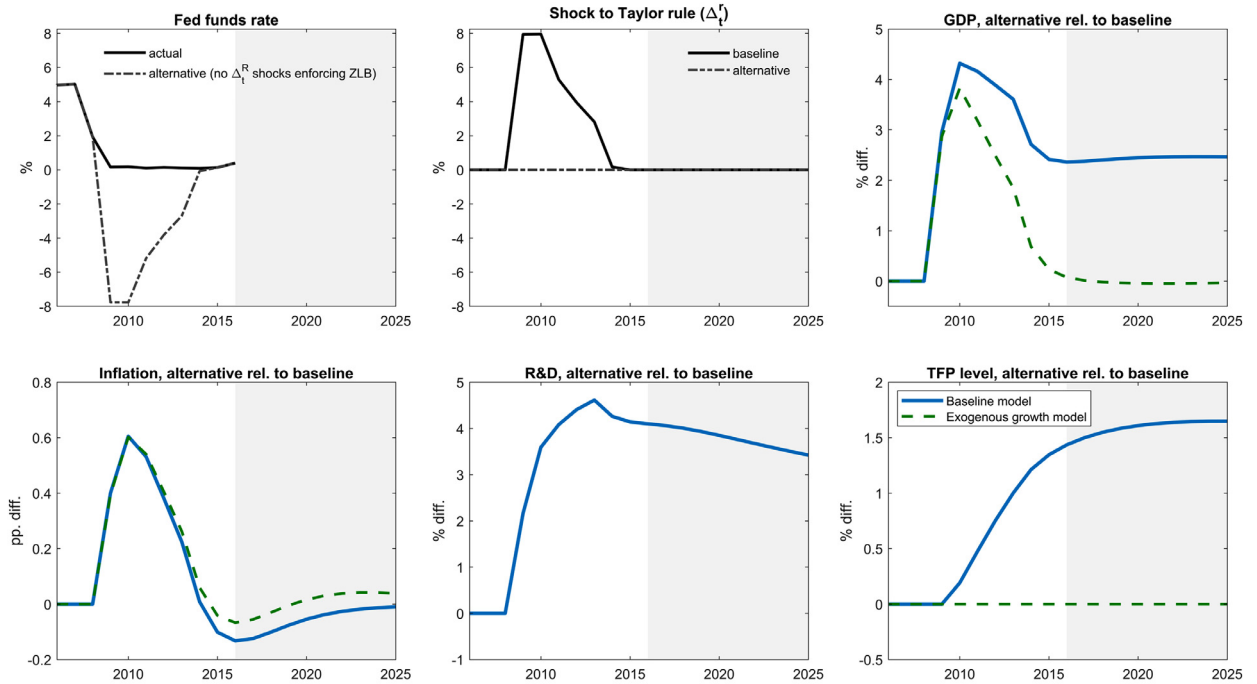 Fed funds rate
8
6
4
2
0
-2
-4
-6
-8
%
actual
alternative (no Δ_t^R shocks enforcing ZLB)
2010 2015 2020 2025
Shock to Taylor rule (Δ_t^r)
8
6
4
2
0
-2
-4
-6
-8
%
baseline
alternative
2010 2015 2020 2025
GDP, alternative rel. to baseline
5
4
3
2
1
0
% diff.
2010 2015 2020 2025
Inflation, alternative rel. to baseline
0.8
0.6
0.4
0.2
0
-0.2
pp. diff.
2010 2015 2020 2025
R&D, alternative rel. to baseline
5
4
3
2
1
0
-1
% diff.
2010 2015 2020 2025
TFP level, alternative rel. to baseline
2
1.5
1
0.5
0
-0.5
% diff.
Baseline model
Exogenous growth model
2010 2015 2020 2025